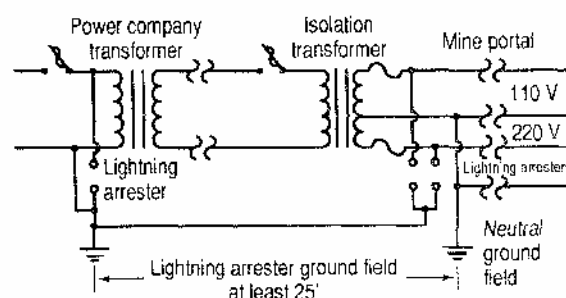 Power company
transformer
Isolation
transformer
Mine portal
110 V
220 V
Lightning arrester
Lightning
arrester
Neutral
ground
field
Lightning arrester ground field
at least 25'